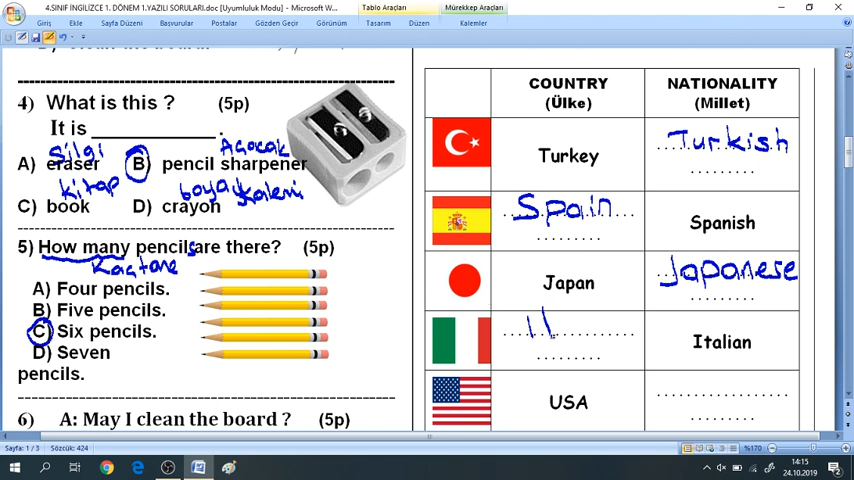 4.SINIF İNGİLİZCE 1. DÖNEM 1.YAZILI SORULARI.doc [Uyumluluk Modu] - Microsoft W...
Tablo Araçları
Mürekkep Araçları
Giriş Ekle Sayfa Düzeni Başvurular Postalar Gözden Geçir Görünüm Tasarım Düzen Kalemler
4) What is this ? (5p)
It is ____________ .
silgi Açacak
A) eraser B) pencil sharpener
kitap boya kalemi
C) book D) crayon
5) How many pencils are there? (5p)
Kaç tane
A) Four pencils.
B) Five pencils.
C) Six pencils.
D) Seven
pencils.
6) A: May I clean the board ? (5p)
COUNTRY NATIONALITY
(Ülke) (Millet)
Turkey Turkish
Spain Spanish
Japan Japanese
Italian
USA
Sayfa: 1 / 3 Sözcük: 424 %170
14:15
24.10.2019